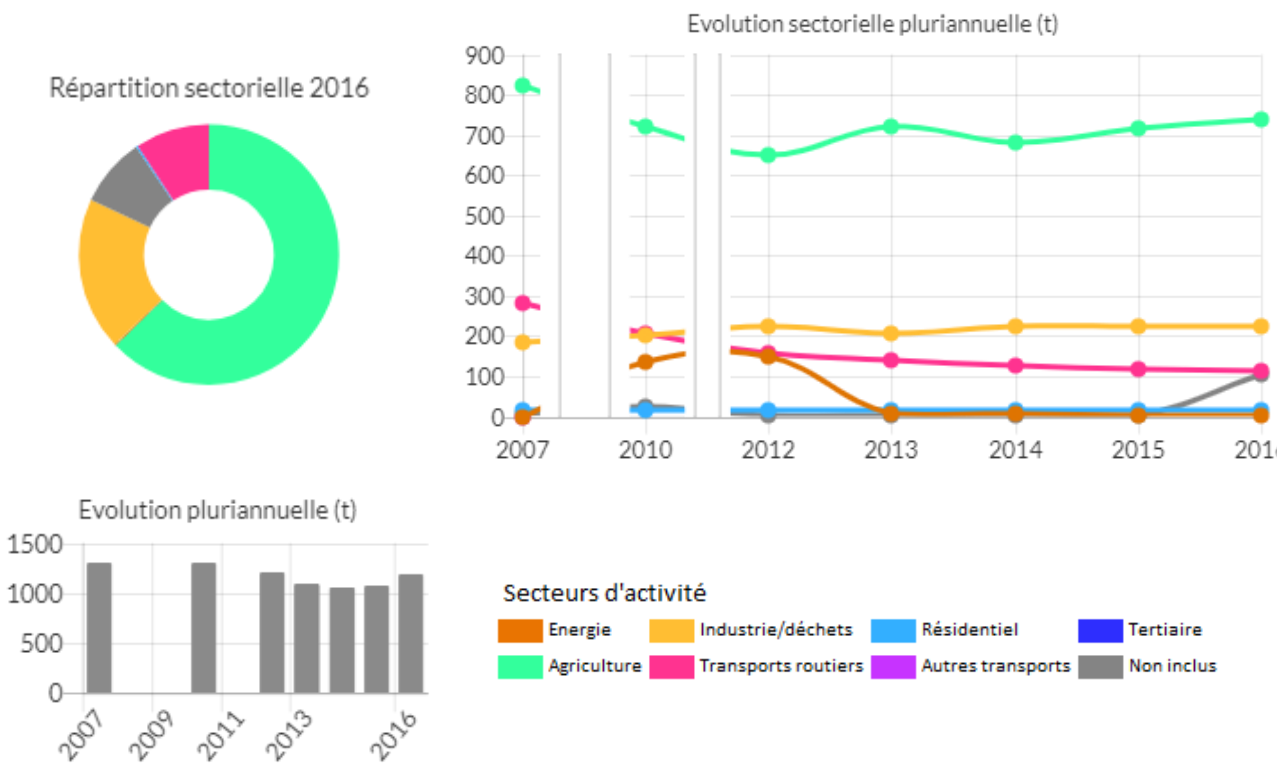 Evolution sectorielle pluriannuelle (t)
Répartition sectorielle 2016
900
800
700
600
500
400
300
200
100
0
2007 2010 2012 2013 2014 2015 2016
Evolution pluriannuelle (t)
1500
1000
500
0
2007 2009 2011 2013 2016
Secteurs d'activité
Energie Industrie/déchets Résidentiel Tertiaire
Agriculture Transports routiers Autres transports Non inclus